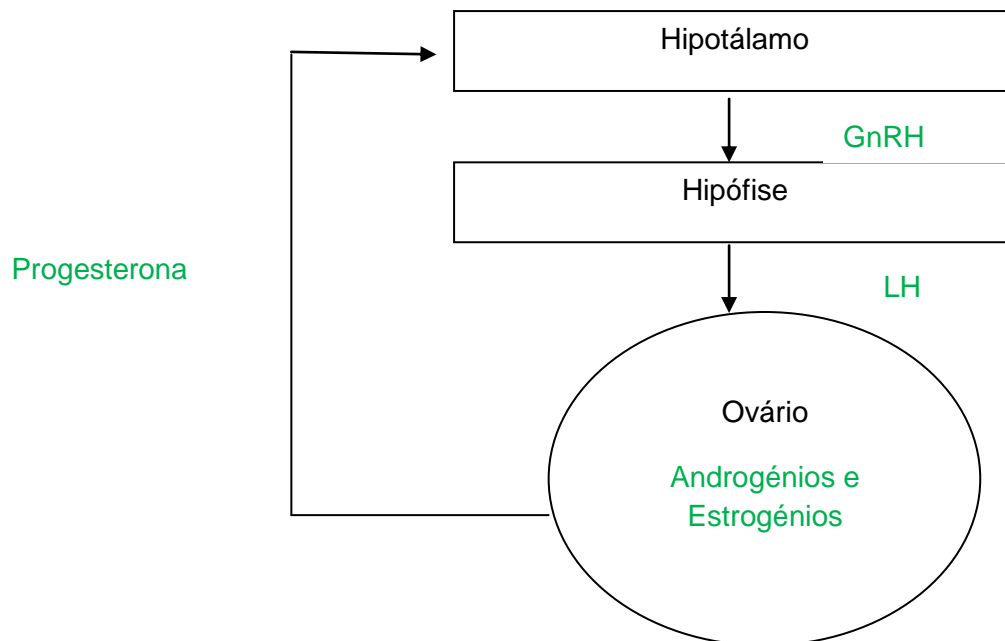 Hipotálamo
GnRH
Hipófise
Progesterona
LH
Ovário
Androgénios e
Estrogénios